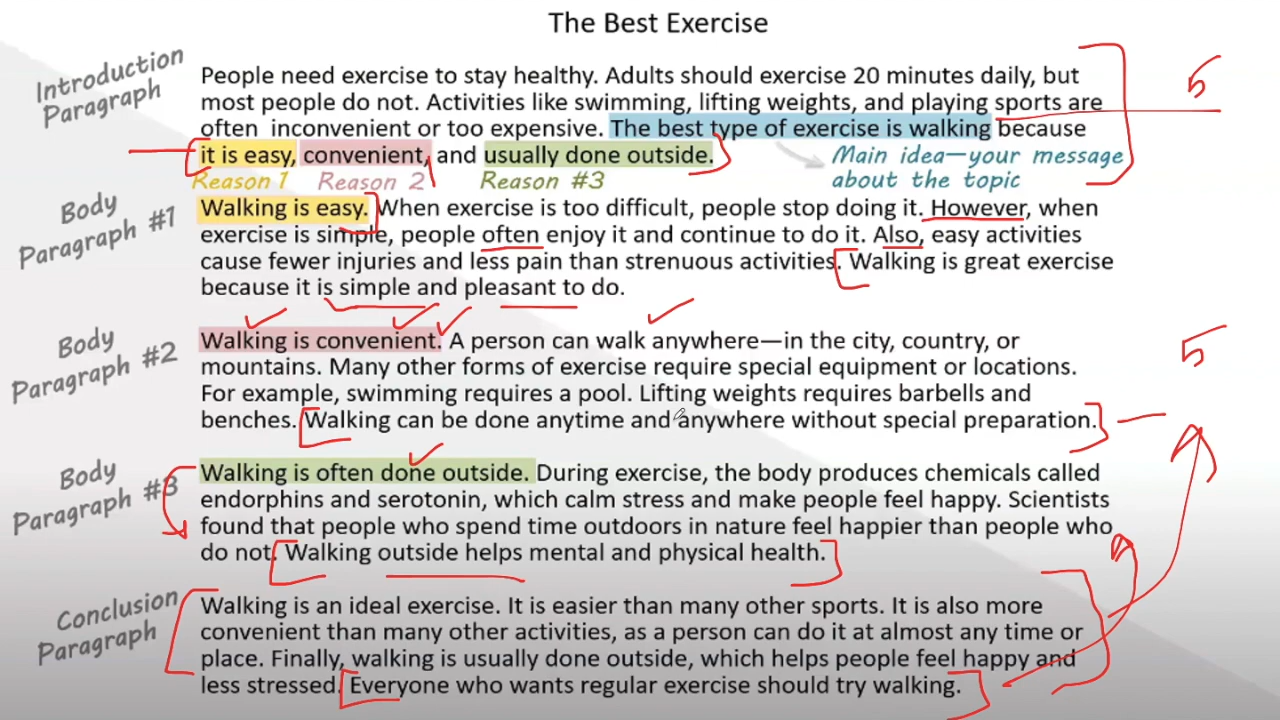 The Best Exercise
Introduction
Paragraph
People need exercise to stay healthy. Adults should exercise 20 minutes daily, but
most people do not. Activities like swimming, lifting weights, and playing sports are
often inconvenient or too expensive. The best type of exercise is walking because
it is easy, convenient, and usually done outside.
Main idea—your message
about the topic
Reason 1 Reason 2 Reason #3
5
Body
Paragraph #1
Walking is easy. When exercise is too difficult, people stop doing it. However, when
exercise is simple, people often enjoy it and continue to do it. Also, easy activities
cause fewer injuries and less pain than strenuous activities. Walking is great exercise
because it is simple and pleasant to do.
Body
Paragraph #2
Walking is convenient. A person can walk anywhere—in the city, country, or
mountains. Many other forms of exercise require special equipment or locations.
For example, swimming requires a pool. Lifting weights requires barbells and
benches. Walking can be done anytime and anywhere without special preparation.
5
Body
Paragraph #3
Walking is often done outside. During exercise, the body produces chemicals called
endorphins and serotonin, which calm stress and make people feel happy. Scientists
found that people who spend time outdoors in nature feel happier than people who
do not. Walking outside helps mental and physical health.
Conclusion
Paragraph
Walking is an ideal exercise. It is easier than many other sports. It is also more
convenient than many other activities, as a person can do it at almost any time or
place. Finally, walking is usually done outside, which helps people feel happy and
less stressed. Everyone who wants regular exercise should try walking.